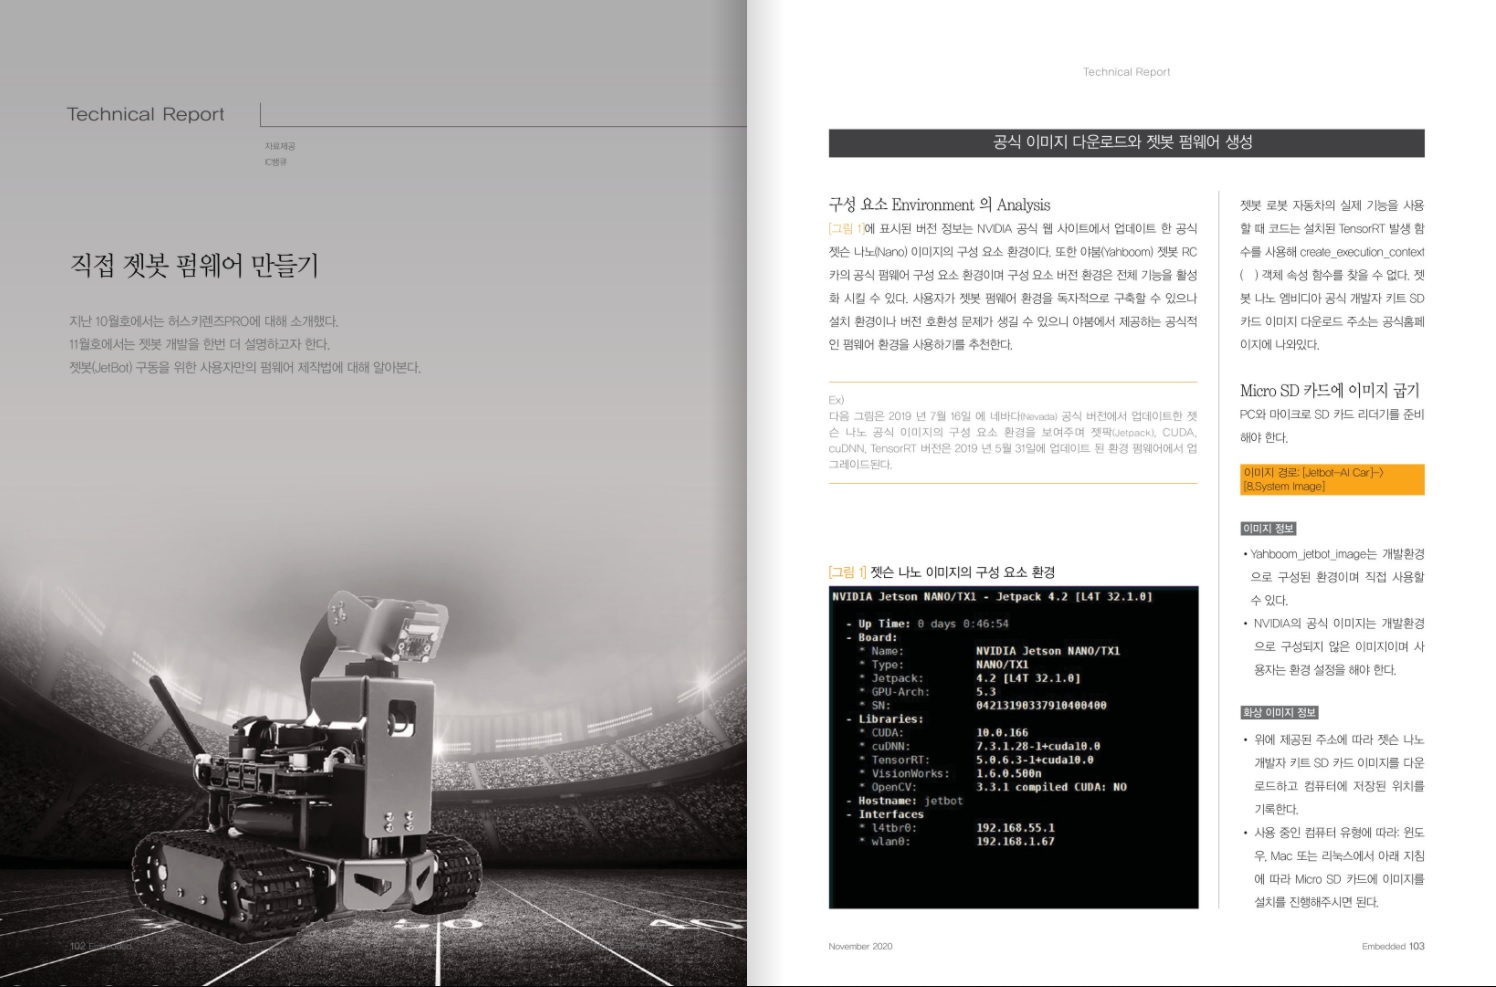 Technical Report
자료제공
IC뱅큐
직접 젯봇 펌웨어 만들기
지난 10월호에서는 허스키렌즈PRO에 대해 소개했다.
11월호에서는 젯봇 개발을 한번 더 설명하고자 한다.
젯봇(JetBot) 구동을 위한 사용자만의 펌웨어 제작법에 대해 알아본다.
50
40
102 Embedded
Technical Report
공식 이미지 다운로드와 젯봇 펌웨어 생성
구성 요소 Environment 의 Analysis
[그림 1]에 표시된 버전 정보는 NVIDIA 공식 웹 사이트에서 업데이트 한 공식
젯슨 나노(Nano) 이미지의 구성 요소 환경이다. 또한 야붐(Yahboom) 젯봇 RC
카의 공식 펌웨어 구성 요소 환경이며 구성 요소 버전 환경은 전체 기능을 활성
화 시킬 수 있다. 사용자가 젯봇 펌웨어 환경을 독자적으로 구축할 수 있으나
설치 환경이나 버전 호환성 문제가 생길 수 있으니 야붐에서 제공하는 공식적
인 펌웨어 환경을 사용하기를 추천한다.
Ex)
다음 그림은 2019 년 7월 16일 에 네바다(Nevada) 공식 버전에서 업데이트한 젯
슨 나노 공식 이미지의 구성 요소 환경을 보여주며 젯팩(Jetpack), CUDA,
cuDNN, TensorRT 버전은 2019 년 5월 31일에 업데이트 된 환경 펌웨어에서 업
그레이드된다.
[그림 1] 젯슨 나노 이미지의 구성 요소 환경
NVIDIA Jetson NANO/TX1 - Jetpack 4.2 [L4T 32.1.0]
- Up Time: 0 days 0:46:54
- Board:
* Name: NVIDIA Jetson NANO/TX1
* Type: NANO/TX1
* Jetpack: 4.2 [L4T 32.1.0]
* GPU-Arch: 5.3
* SN: 04213190337910400400
- Libraries:
* CUDA: 10.0.166
* cuDNN: 7.3.1.28-1+cuda10.0
* TensorRT: 5.0.6.3-1+cuda10.0
* VisionWorks: 1.6.0.500n
* OpenCV: 3.3.1 compiled CUDA: NO
- Hostname: jetbot
- Interfaces
* l4tbr0: 192.168.55.1
* wlan0: 192.168.1.67
젯봇 로봇 자동차의 실제 기능을 사용
할 때 코드는 설치된 TensorRT 발생 함
수를 사용해 create_execution_context
( ) 객체 속성 함수를 찾을 수 없다. 젯
봇 나노 엠비디아 공식 개발자 키트 SD
카드 이미지 다운로드 주소는 공식홈페
이지에 나와있다.
Micro SD 카드에 이미지 굽기
PC와 마이크로 SD 카드 리더기를 준비
해야 한다.
이미지 경로: [Jetbot-AI Car]->
[8.System Image]
이미지 정보
• Yahboom_jetbot_image는 개발환경
으로 구성된 환경이며 직접 사용할
수 있다.
• NVIDIA의 공식 이미지는 개발환경
으로 구성되지 않은 이미지이며 사
용자는 환경 설정을 해야 한다.
화상 이미지 정보
• 위에 제공된 주소에 따라 젯슨 나노
개발자 키트 SD 카드 이미지를 다운
로드하고 컴퓨터에 저장된 위치를
기록한다.
• 사용 중인 컴퓨터 유형에 따라: 윈도
우, Mac 또는 리눅스에서 아래 지침
에 따라 Micro SD 카드에 이미지를
설치를 진행해주시면 된다.
November 2020
Embedded 103